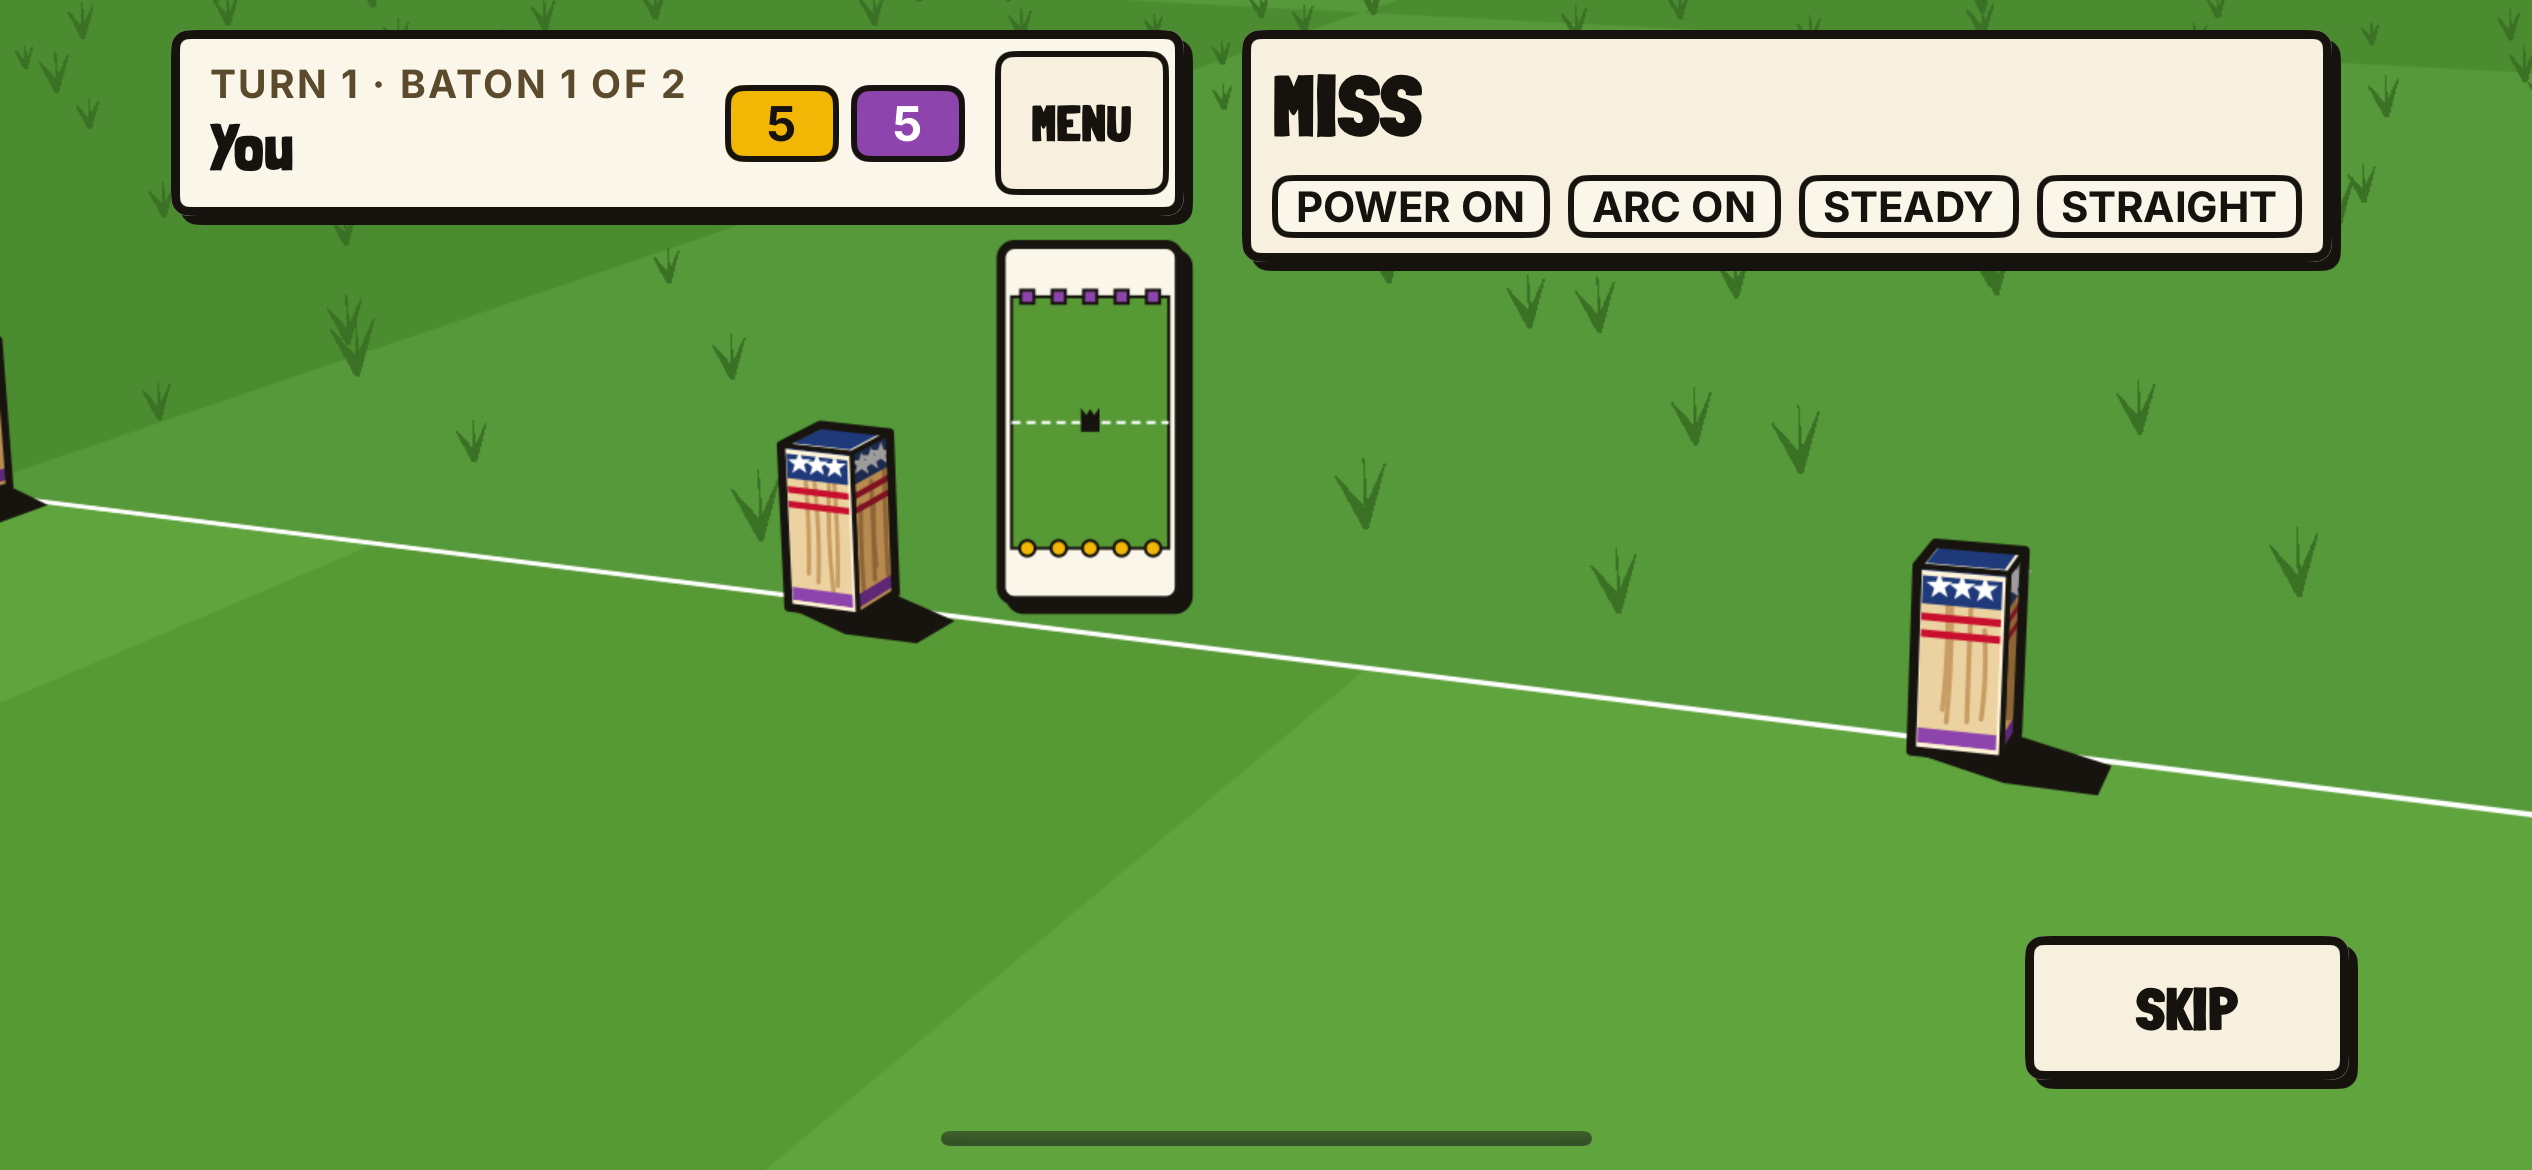 TURN 1 · BATON 1 OF 2
You
5 5
MENU
MISS
POWER ON ARC ON STEADY STRAIGHT
SKIP